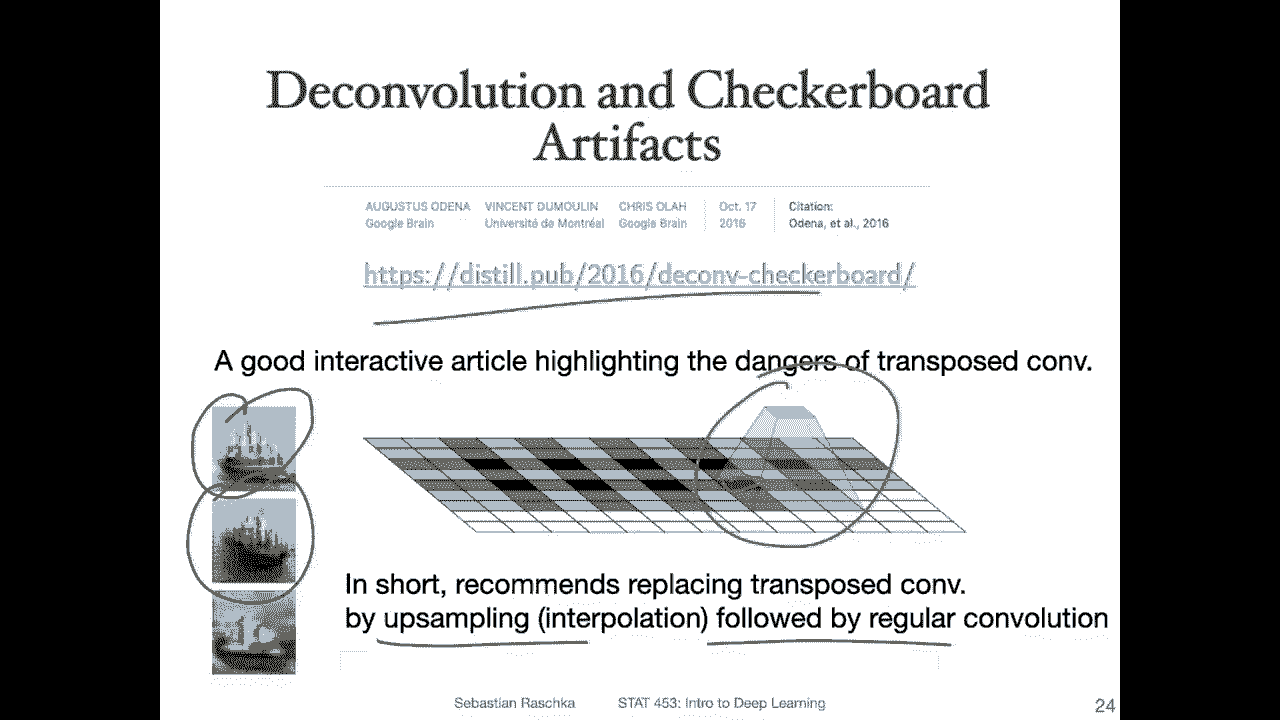 Deconvolution and Checkerboard
Artifacts
AUGUSTUS ODENA VINCENT DUMOULIN CHRIS OLAH Oct. 17 Citation:
Google Brain Université de Montréal Google Brain 2016 Odena, et al., 2016
https://distill.pub/2016/deconv-checkerboard/
A good interactive article highlighting the dangers of transposed conv.
In short, recommends replacing transposed conv.
by upsampling (interpolation) followed by regular convolution
Sebastian Raschka STAT 453: Intro to Deep Learning 24